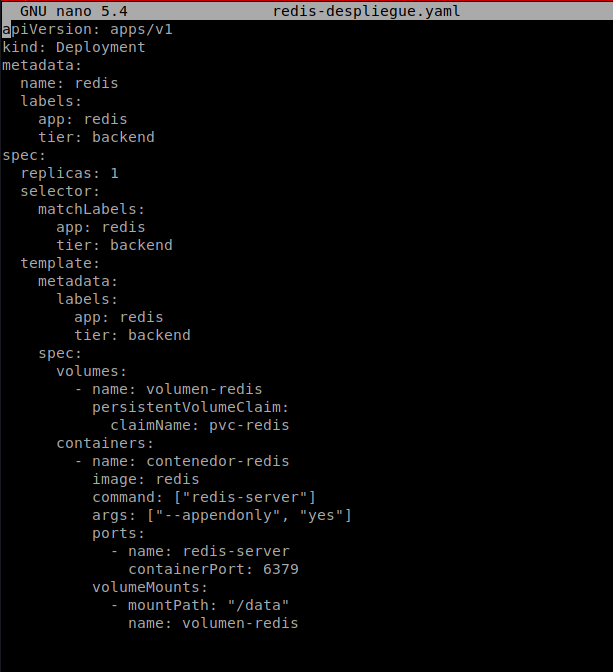 GNU nano 5.4 redis-despliegue.yaml
apiVersion: apps/v1
kind: Deployment
metadata:
  name: redis
  labels:
    app: redis
    tier: backend
spec:
  replicas: 1
  selector:
    matchLabels:
      app: redis
      tier: backend
  template:
    metadata:
      labels:
        app: redis
        tier: backend
    spec:
      volumes:
        - name: volumen-redis
          persistentVolumeClaim:
            claimName: pvc-redis
      containers:
        - name: contenedor-redis
          image: redis
          command: ["redis-server"]
          args: ["--appendonly", "yes"]
          ports:
            - name: redis-server
              containerPort: 6379
          volumeMounts:
            - mountPath: "/data"
              name: volumen-redis